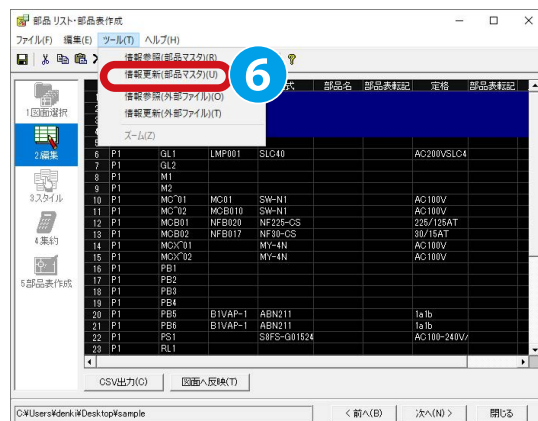 部品 リスト・部品表作成
ファイル(F) 編集(E) ツール(T) ヘルプ(H)
情報参照(部品マスタ)(R)
情報更新(部品マスタ)(U)
情報参照(外部ファイル)(O)
情報更新(外部ファイル)(T)
ズーム(Z)
6
式 部品名 部品表転記 定格 部品表転記
1.図面選択
2.編集
3.スタイル
4.集約
5.部品表作成
6 P1 GL1 LMP001 SLC40 AC200VSLC4
7 P1 GL2
8 P1 M1
9 P1 M2
10 P1 MC^01 MC01 SW-N1 AC100V
11 P1 MC^02 MCB010 SW-N1 AC100V
12 P1 MCB01 NFB020 NF225-CS 225/125AT
13 P1 MCB02 NFB017 NF30-CS 30/15AT
14 P1 MCX^01 MY-4N AC100V
15 P1 MCX^02 MY-4N AC100V
16 P1 PB1
17 P1 PB2
18 P1 PB3
19 P1 PB4
20 P1 PB5 B1VAP-1 ABN211 1a1b
21 P1 PB6 B1VAP-1 ABN211 1a1b
22 P1 PS1 S8FS-G01524 AC100-240V/
23 P1 RL1
CSV出力(C) 図面へ反映(T)
C:¥Users¥denki¥Desktop¥sample
< 前へ(B) 次へ(N) > 閉じる